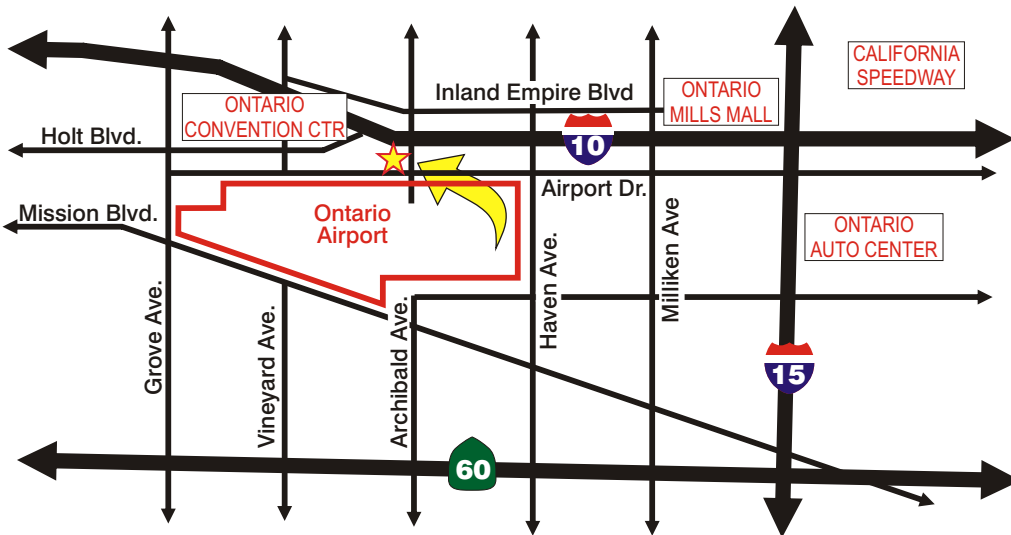 CALIFORNIA
SPEEDWAY
Inland Empire Blvd
ONTARIO
MILLS MALL
ONTARIO
CONVENTION CTR
Holt Blvd.
10
Airport Dr.
Mission Blvd.
Ontario
Airport
ONTARIO
AUTO CENTER
Grove Ave.
Vineyard Ave.
Archibald Ave.
Haven Ave.
Milliken Ave
15
60